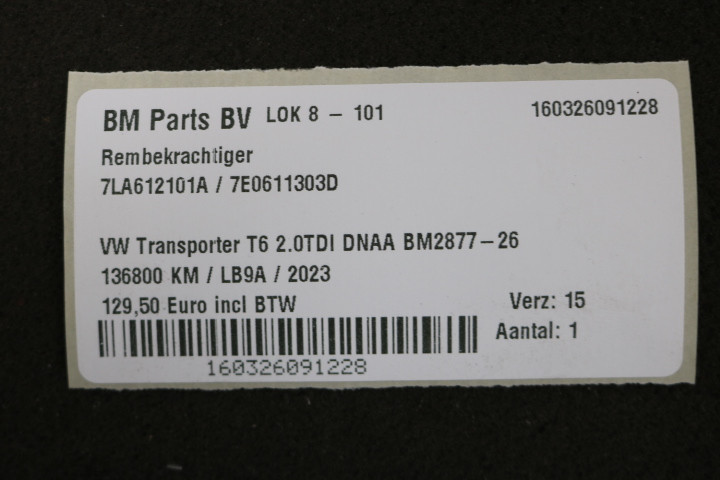 BM Parts BV LOK 8 - 101 160326091228
Rembekrachtiger
7LA612101A / 7E0611303D
VW Transporter T6 2.0TDI DNAA BM2877-26
136800 KM / LB9A / 2023
129,50 Euro incl BTW Verz: 15
Aantal: 1
160326091228